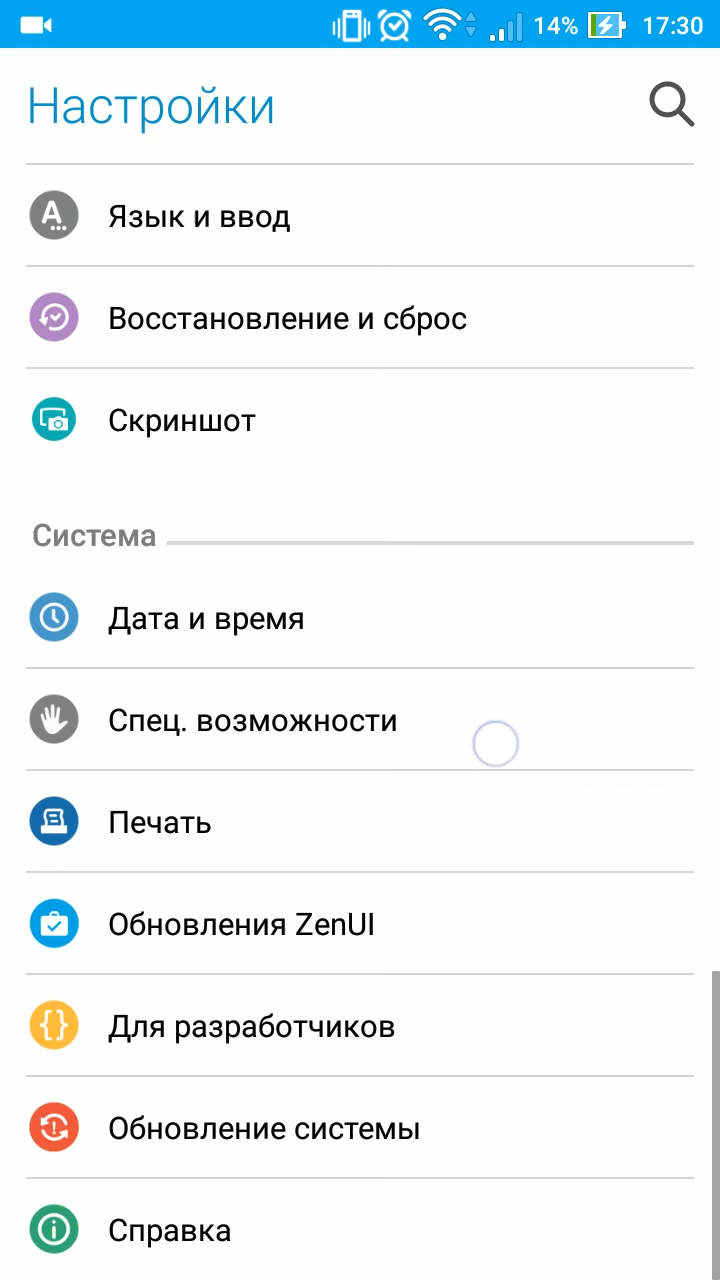 14% 17:30
Настройки
Язык и ввод
Восстановление и сброс
Скриншот
Система
Дата и время
Спец. возможности
Печать
Обновления ZenUI
Для разработчиков
Обновление системы
Справка